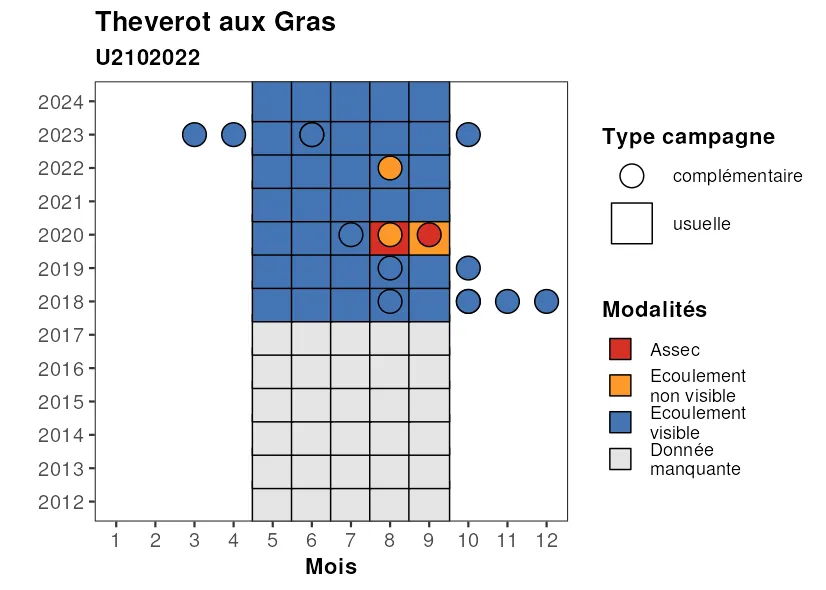 Theverot aux Gras
U2102022
2024
2023
2022
2021
2020
2019
2018
2017
2016
2015
2014
2013
2012
1 2 3 4 5 6 7 8 9 10 11 12
Mois
Type campagne
complémentaire
usuelle
Modalités
Assec
Ecoulement
non visible
Ecoulement
visible
Donnée
manquante